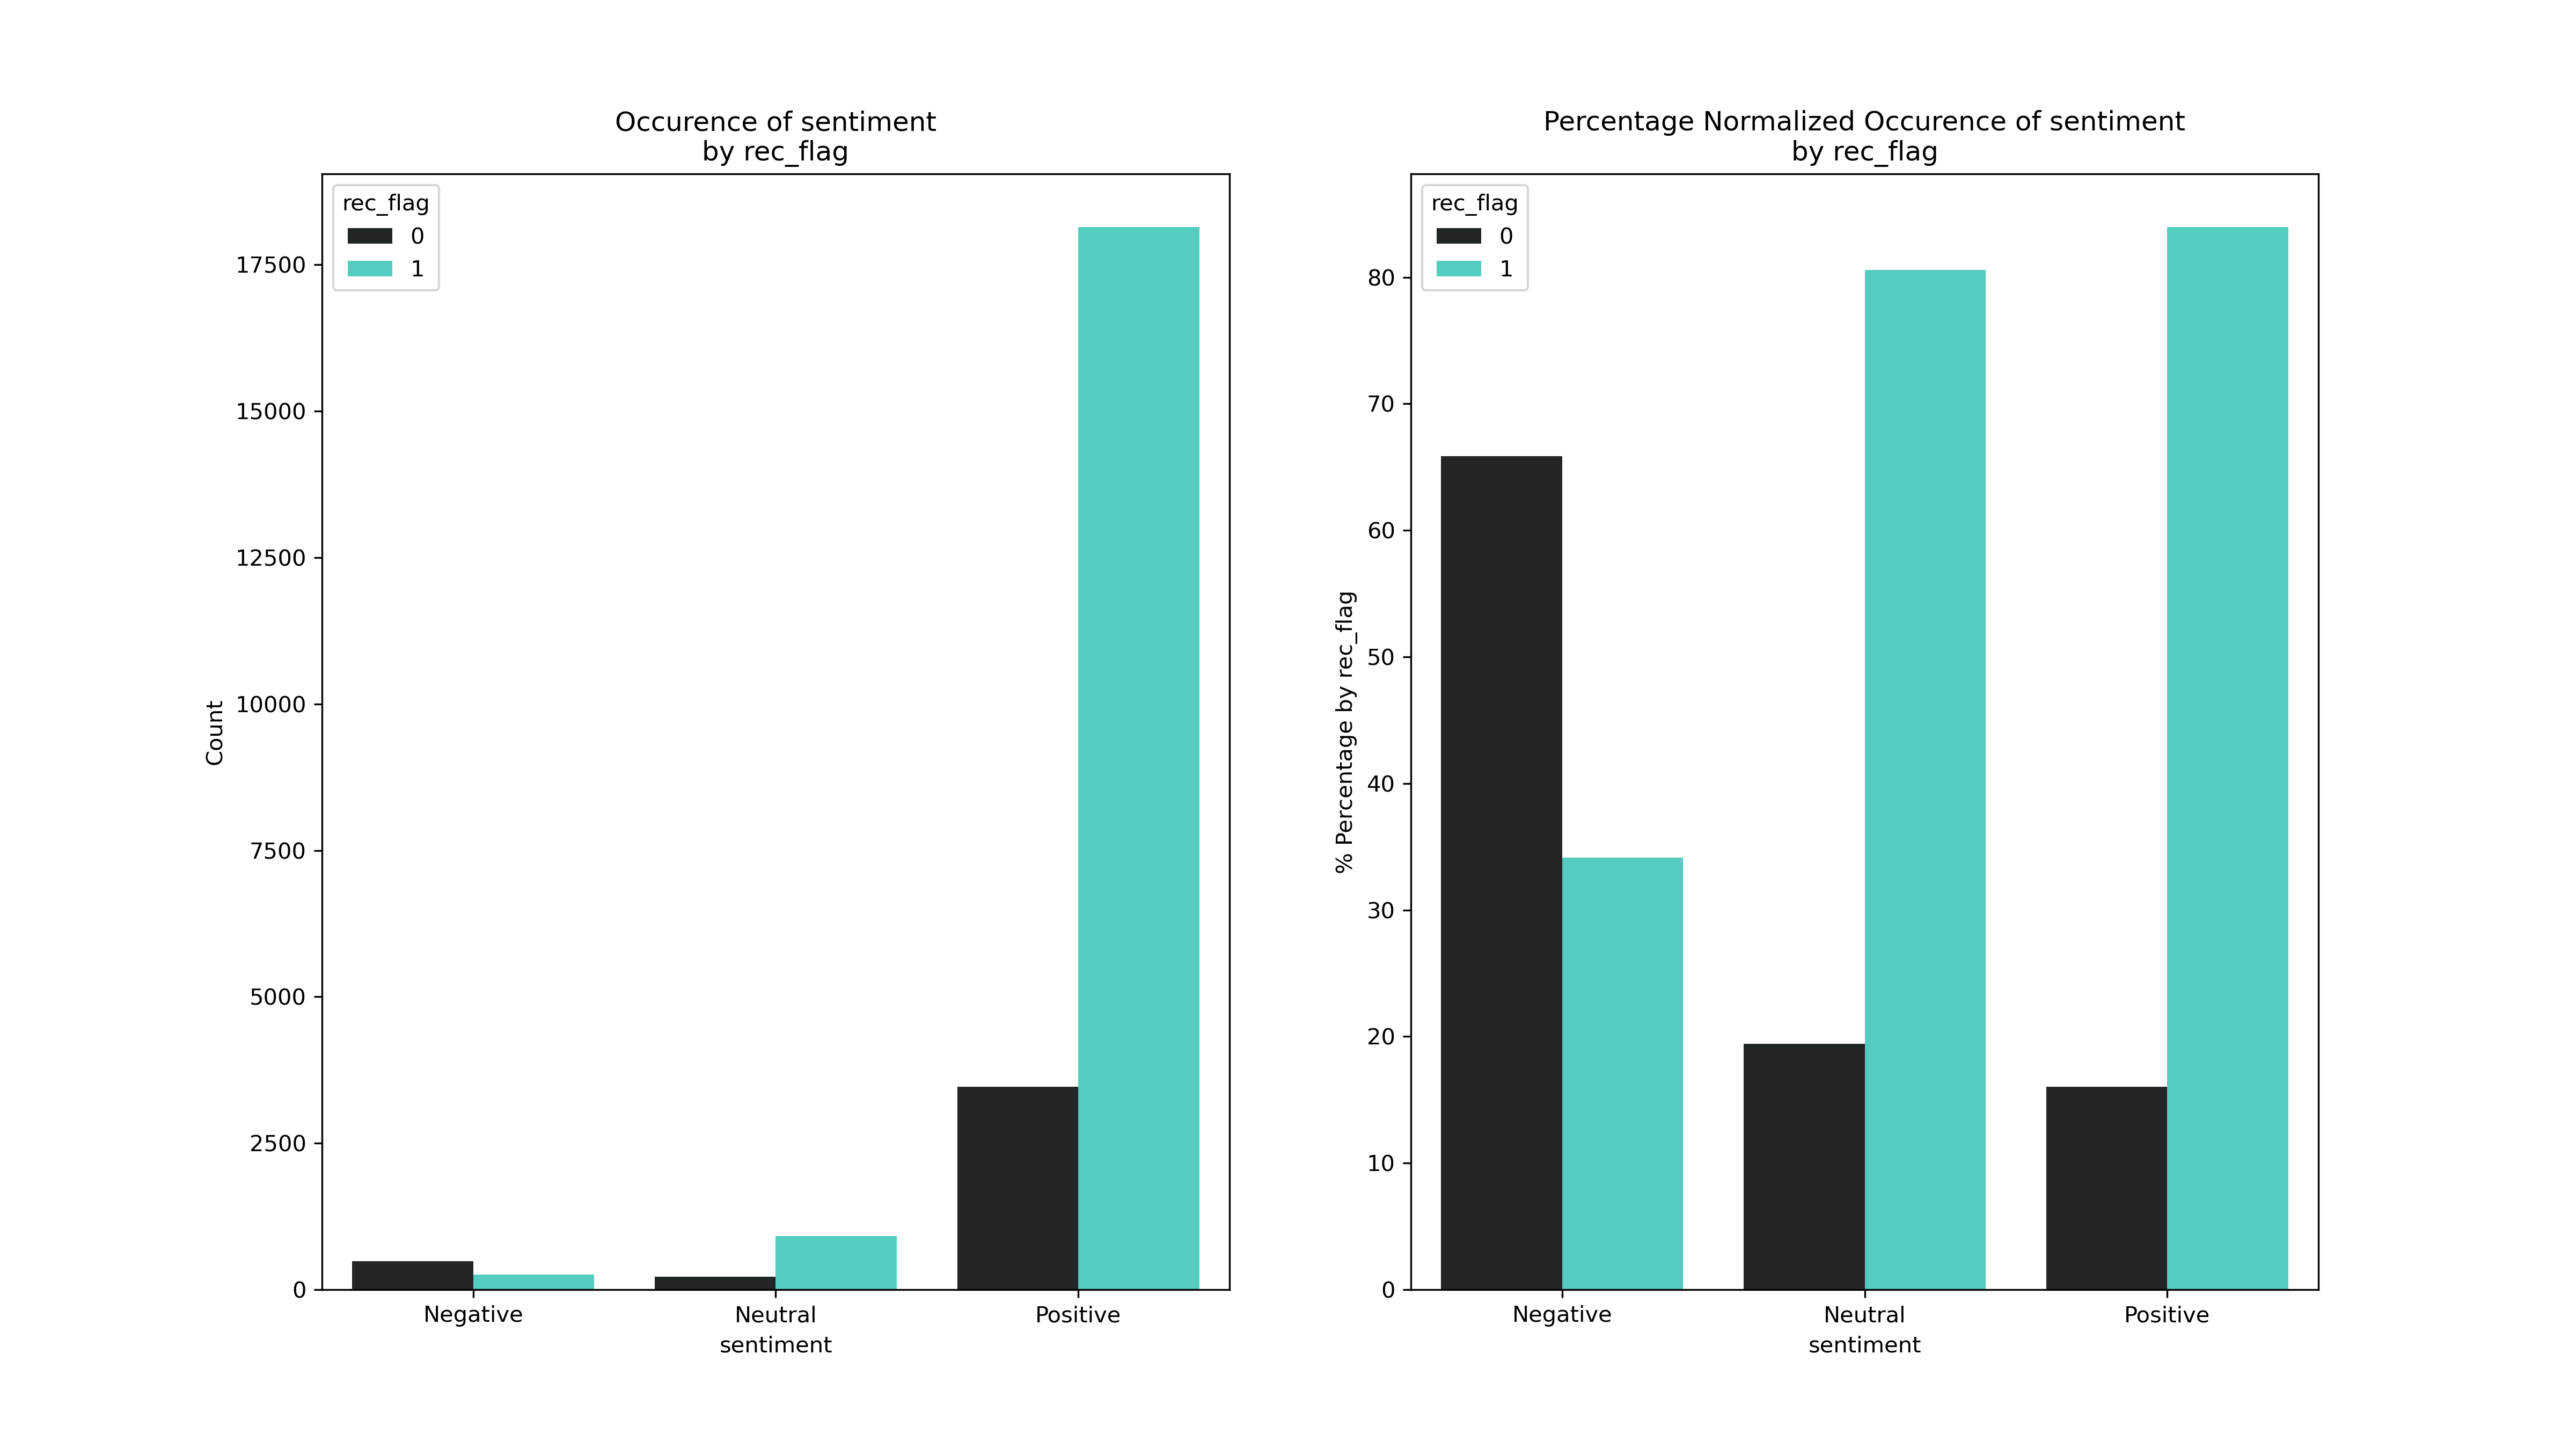 Occurence of sentiment
by rec_flag
rec_flag
0
1
17500
15000
12500
10000
7500
5000
2500
0
Count
Negative
Neutral
Positive
sentiment
Percentage Normalized Occurence of sentiment
by rec_flag
rec_flag
0
1
80
70
60
50
40
30
20
10
0
% Percentage by rec_flag
Negative
Neutral
Positive
sentiment